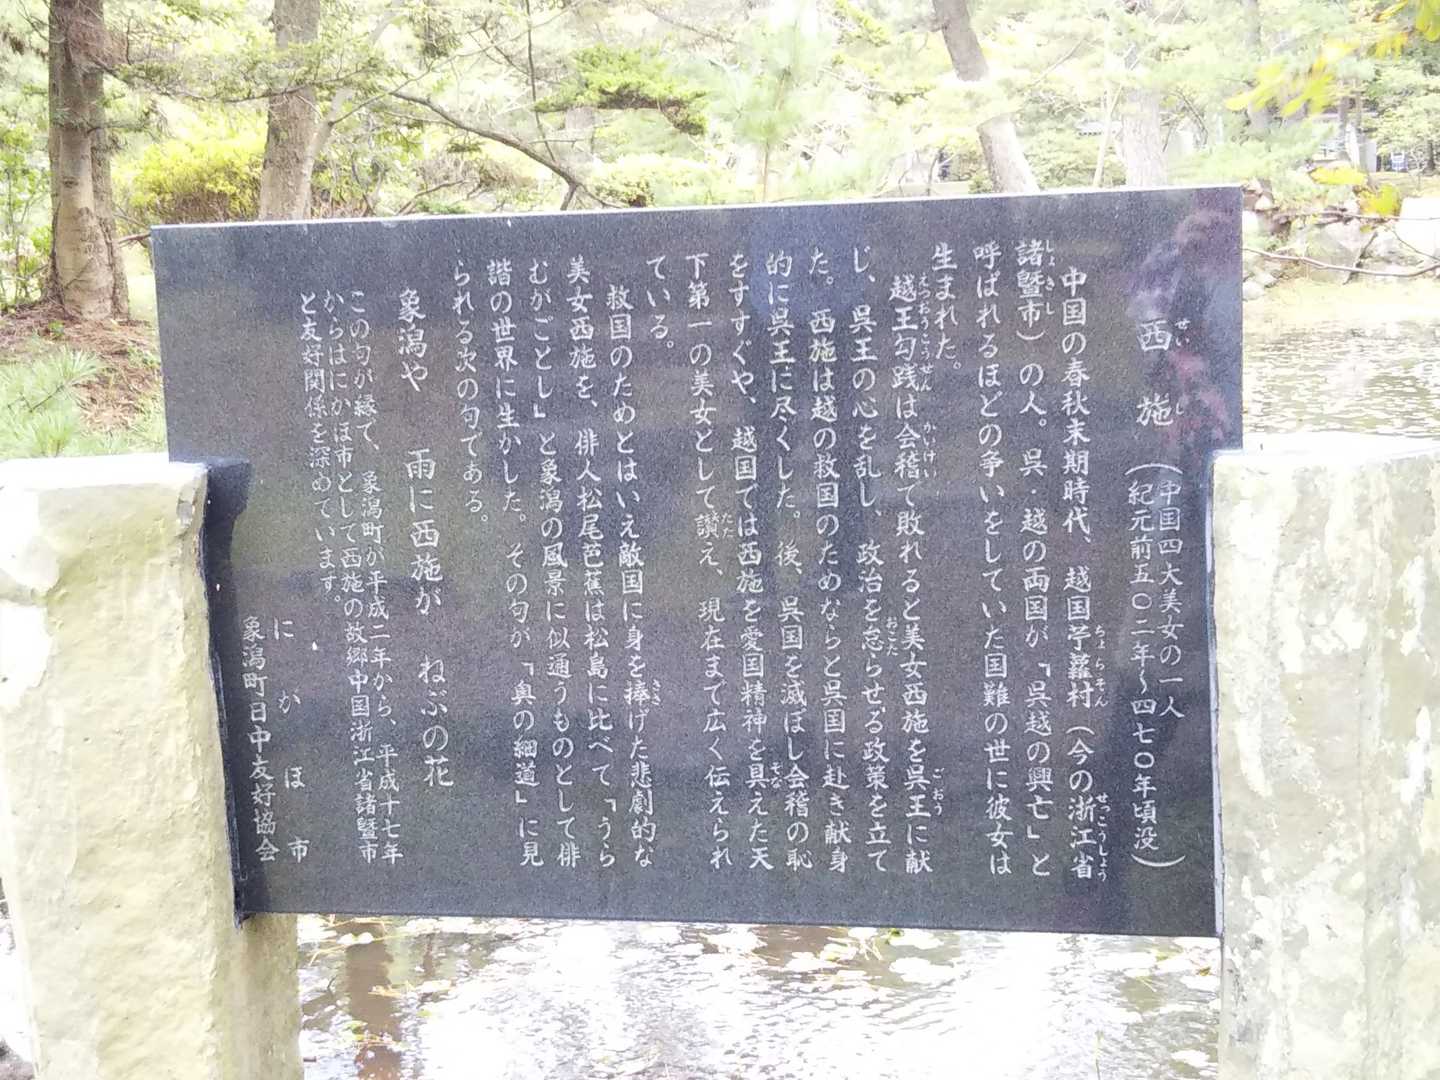 西施
(中国四大美女の一人
紀元前五〇二年〜四七〇年頃没)
中国の春秋末期時代、越国苧蘿村(今の浙江省
諸曁市)の人。呉・越の両国が「呉越の興亡」と
呼ばれるほどの争いをしていた国難の世に彼女は
生まれた。
越王勾践は会稽で敗れると美女西施を呉王に献
じ、呉王の心を乱し、政治を怠らせる政策を立て
た。西施は越の救国のためならと呉国に赴き献身
的に呉王に尽くした。後、呉国を滅ぼし会稽の恥
をすすぐや、越国では西施を愛国精神を具えた天
下第一の美女として讃え、現在まで広く伝えられ
ている。
救国のためとはいえ敵国に身を捧げた悲劇的な
美女西施を、俳人松尾芭蕉は松島に比べて「うら
むがごとし」と象潟の風景に似通うものとして俳
諧の世界に生かした。その句が「奥の細道」に見
られる次の句である。
象潟や 雨に西施が ねぶの花
この句が縁で、象潟町が平成二年から、平成十七年
からはにかほ市として西施の故郷中国浙江省諸曁市
と友好関係を深めています。
にかほ市
象潟町日中友好協会